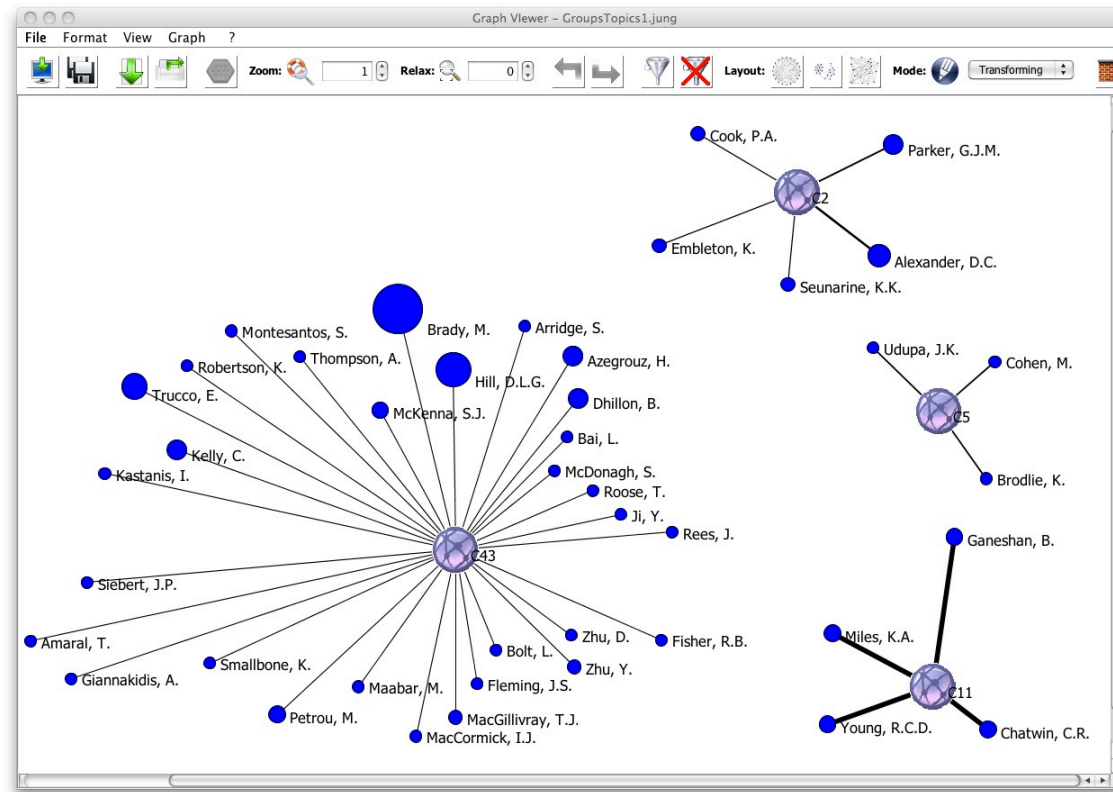 Graph VIewer – GroupsTopics1.jung
File Format View Graph ?
Zoom: 1 Relax: 0 Layout: Mode: Transforming
Cook, P.A.
Parker, G.J.M.
C2
Embleton, K.
Alexander, D.C.
Seunarine, K.K.
Montesantos, S.
Brady, M.
Arridge, S.
Thompson, A.
Robertson, K.
Azegrouz, H.
Udupa, J.K.
Cohen, M.
Trucco, E.
Hill, D.L.G.
McKenna, S.J.
Dhillon, B.
C5
Bai, L.
Kelly, C.
Kastanis, I.
McDonagh, S.
Brodlie, K.
Roose, T.
Ji, Y.
Rees, J.
Ganeshan, B.
C43
Siebert, J.P.
Amaral, T.
Zhu, D.
Fisher, R.B.
Miles, K.A.
Bolt, L.
Smallbone, K.
Zhu, Y.
Giannakidis, A.
Maabar, M.
Fleming, J.S.
C11
Petrou, M.
MacGillivray, T.J.
MacCormick, I.J.
Young, R.C.D.
Chatwin, C.R.